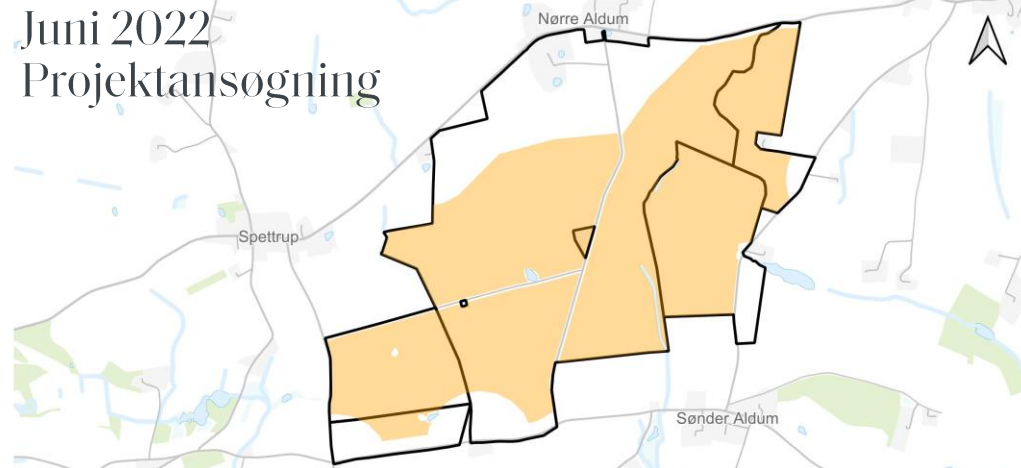 Juni 2022
Projektansøgning
Nørre Aldum
Spettrup
Sønder Aldum